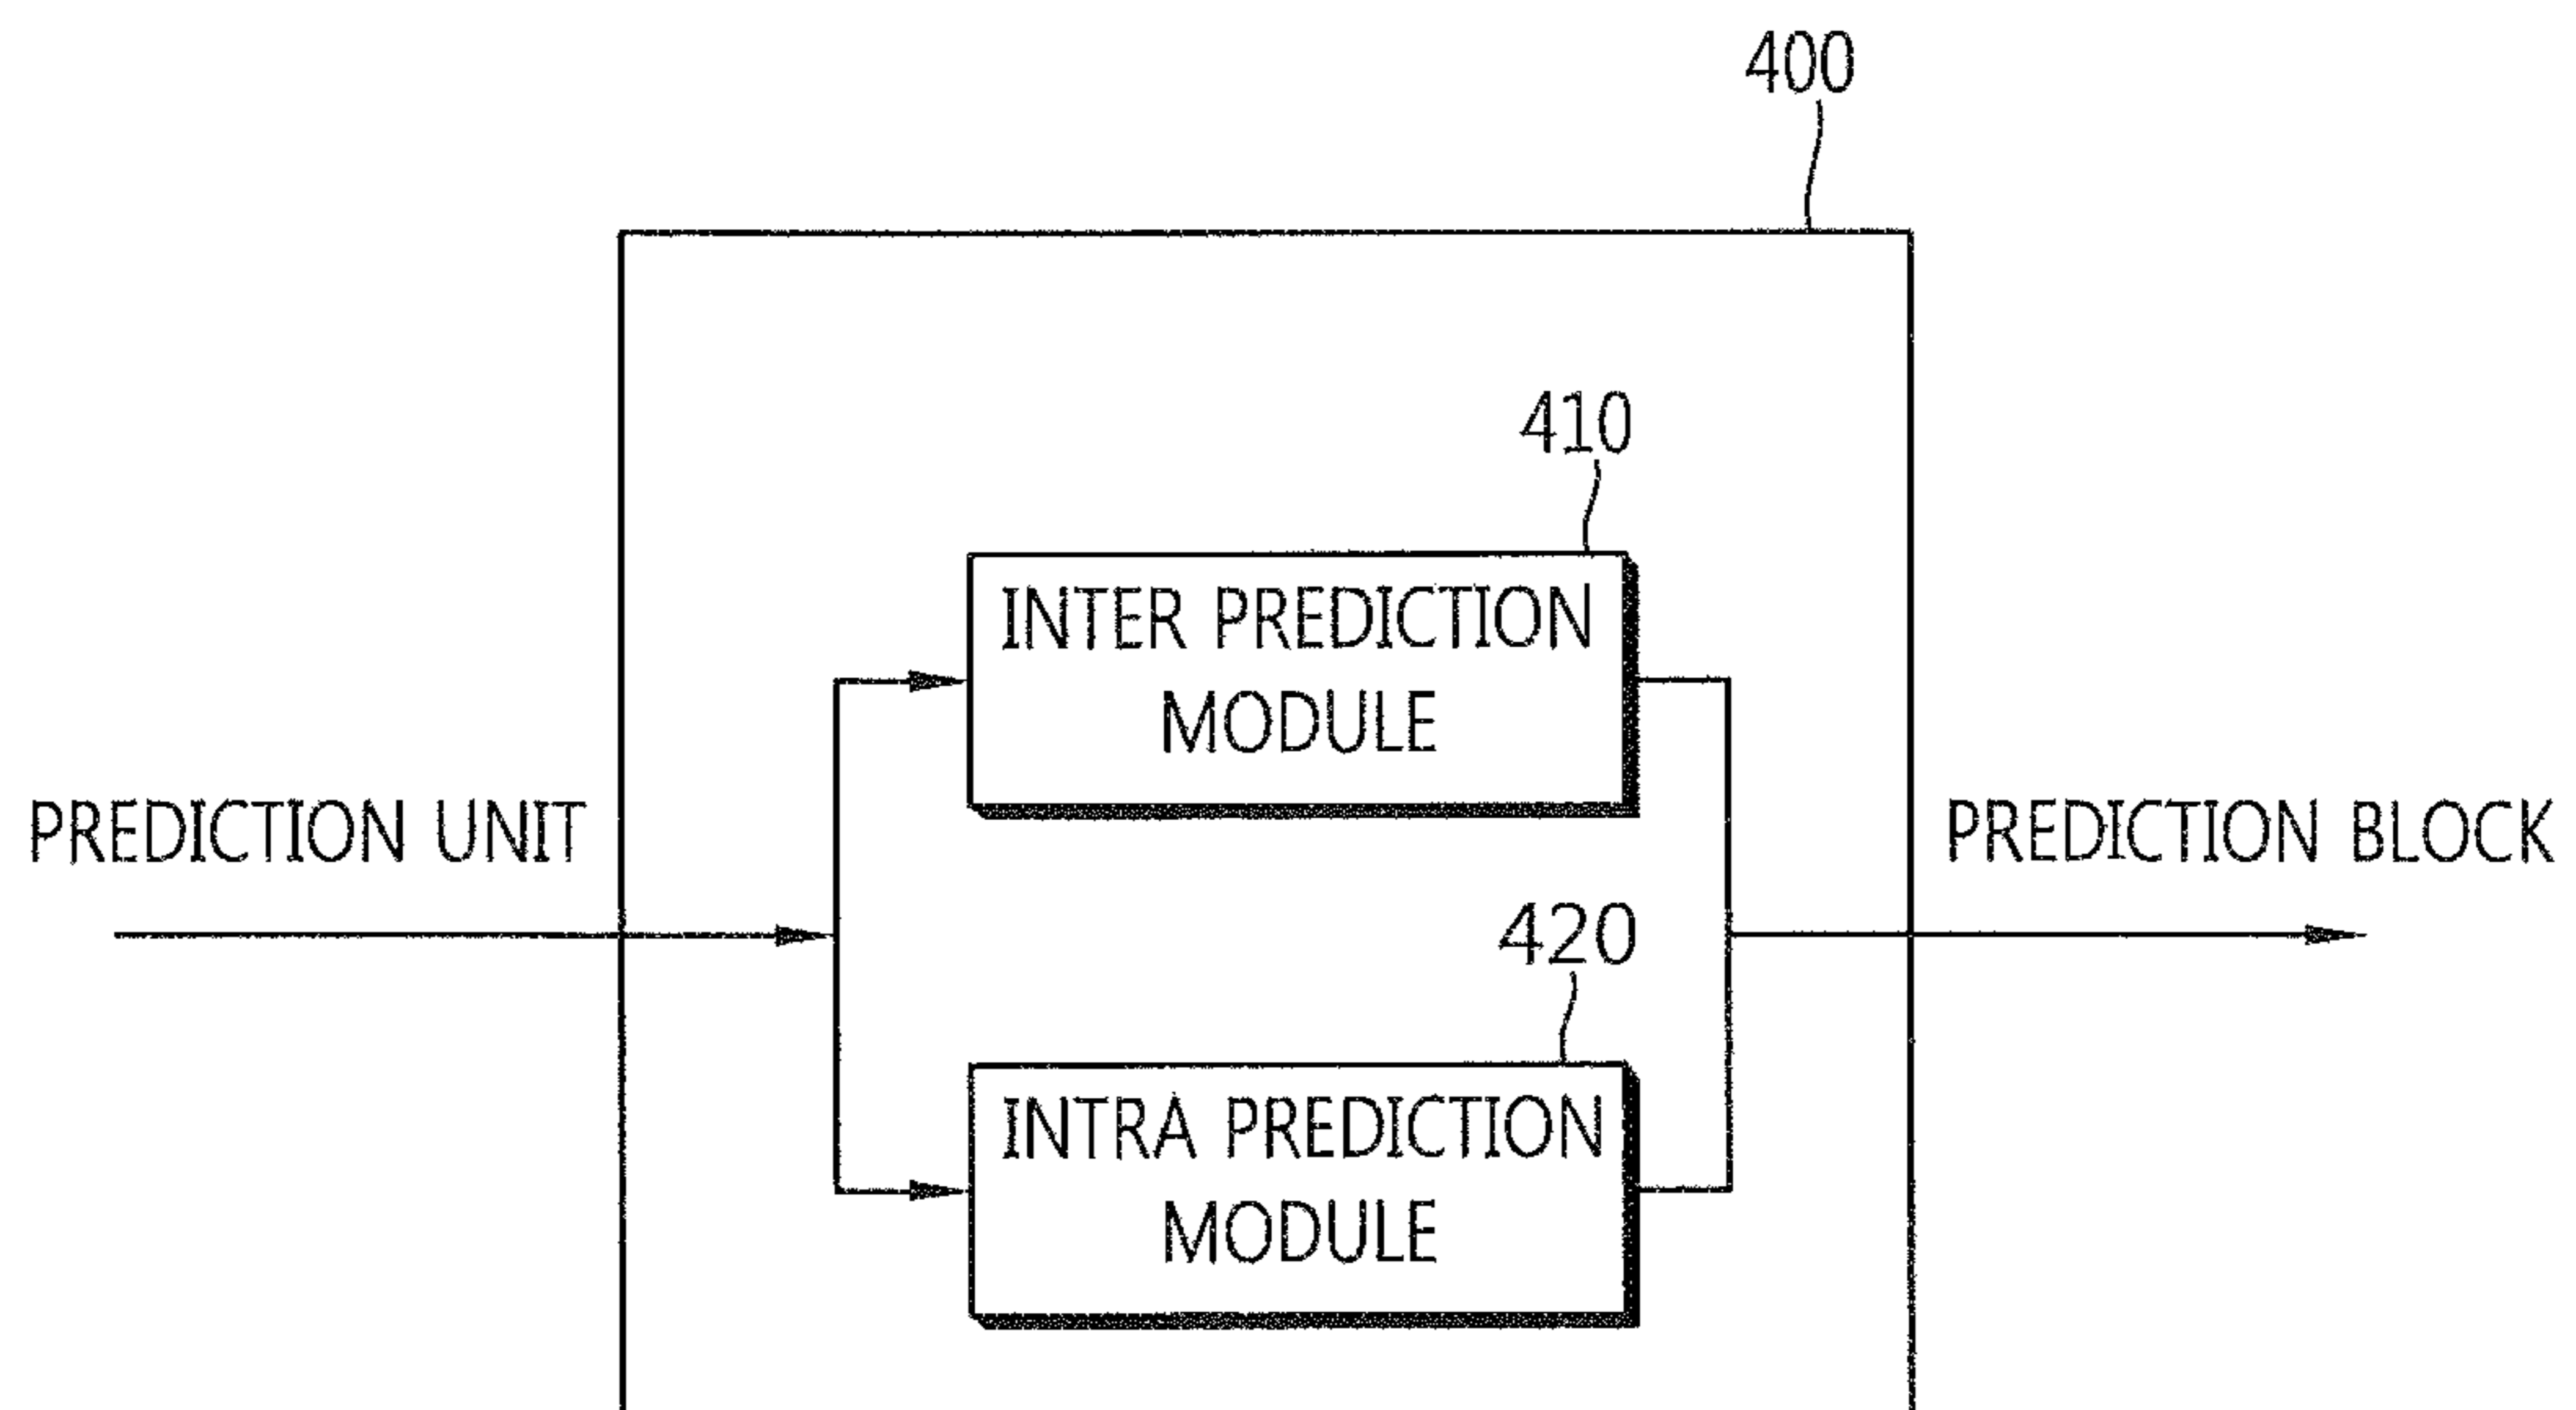 400
410
INTER PREDICTION
MODULE
PREDICTION UNIT
PREDICTION BLOCK
420
INTRA PREDICTION
MODULE